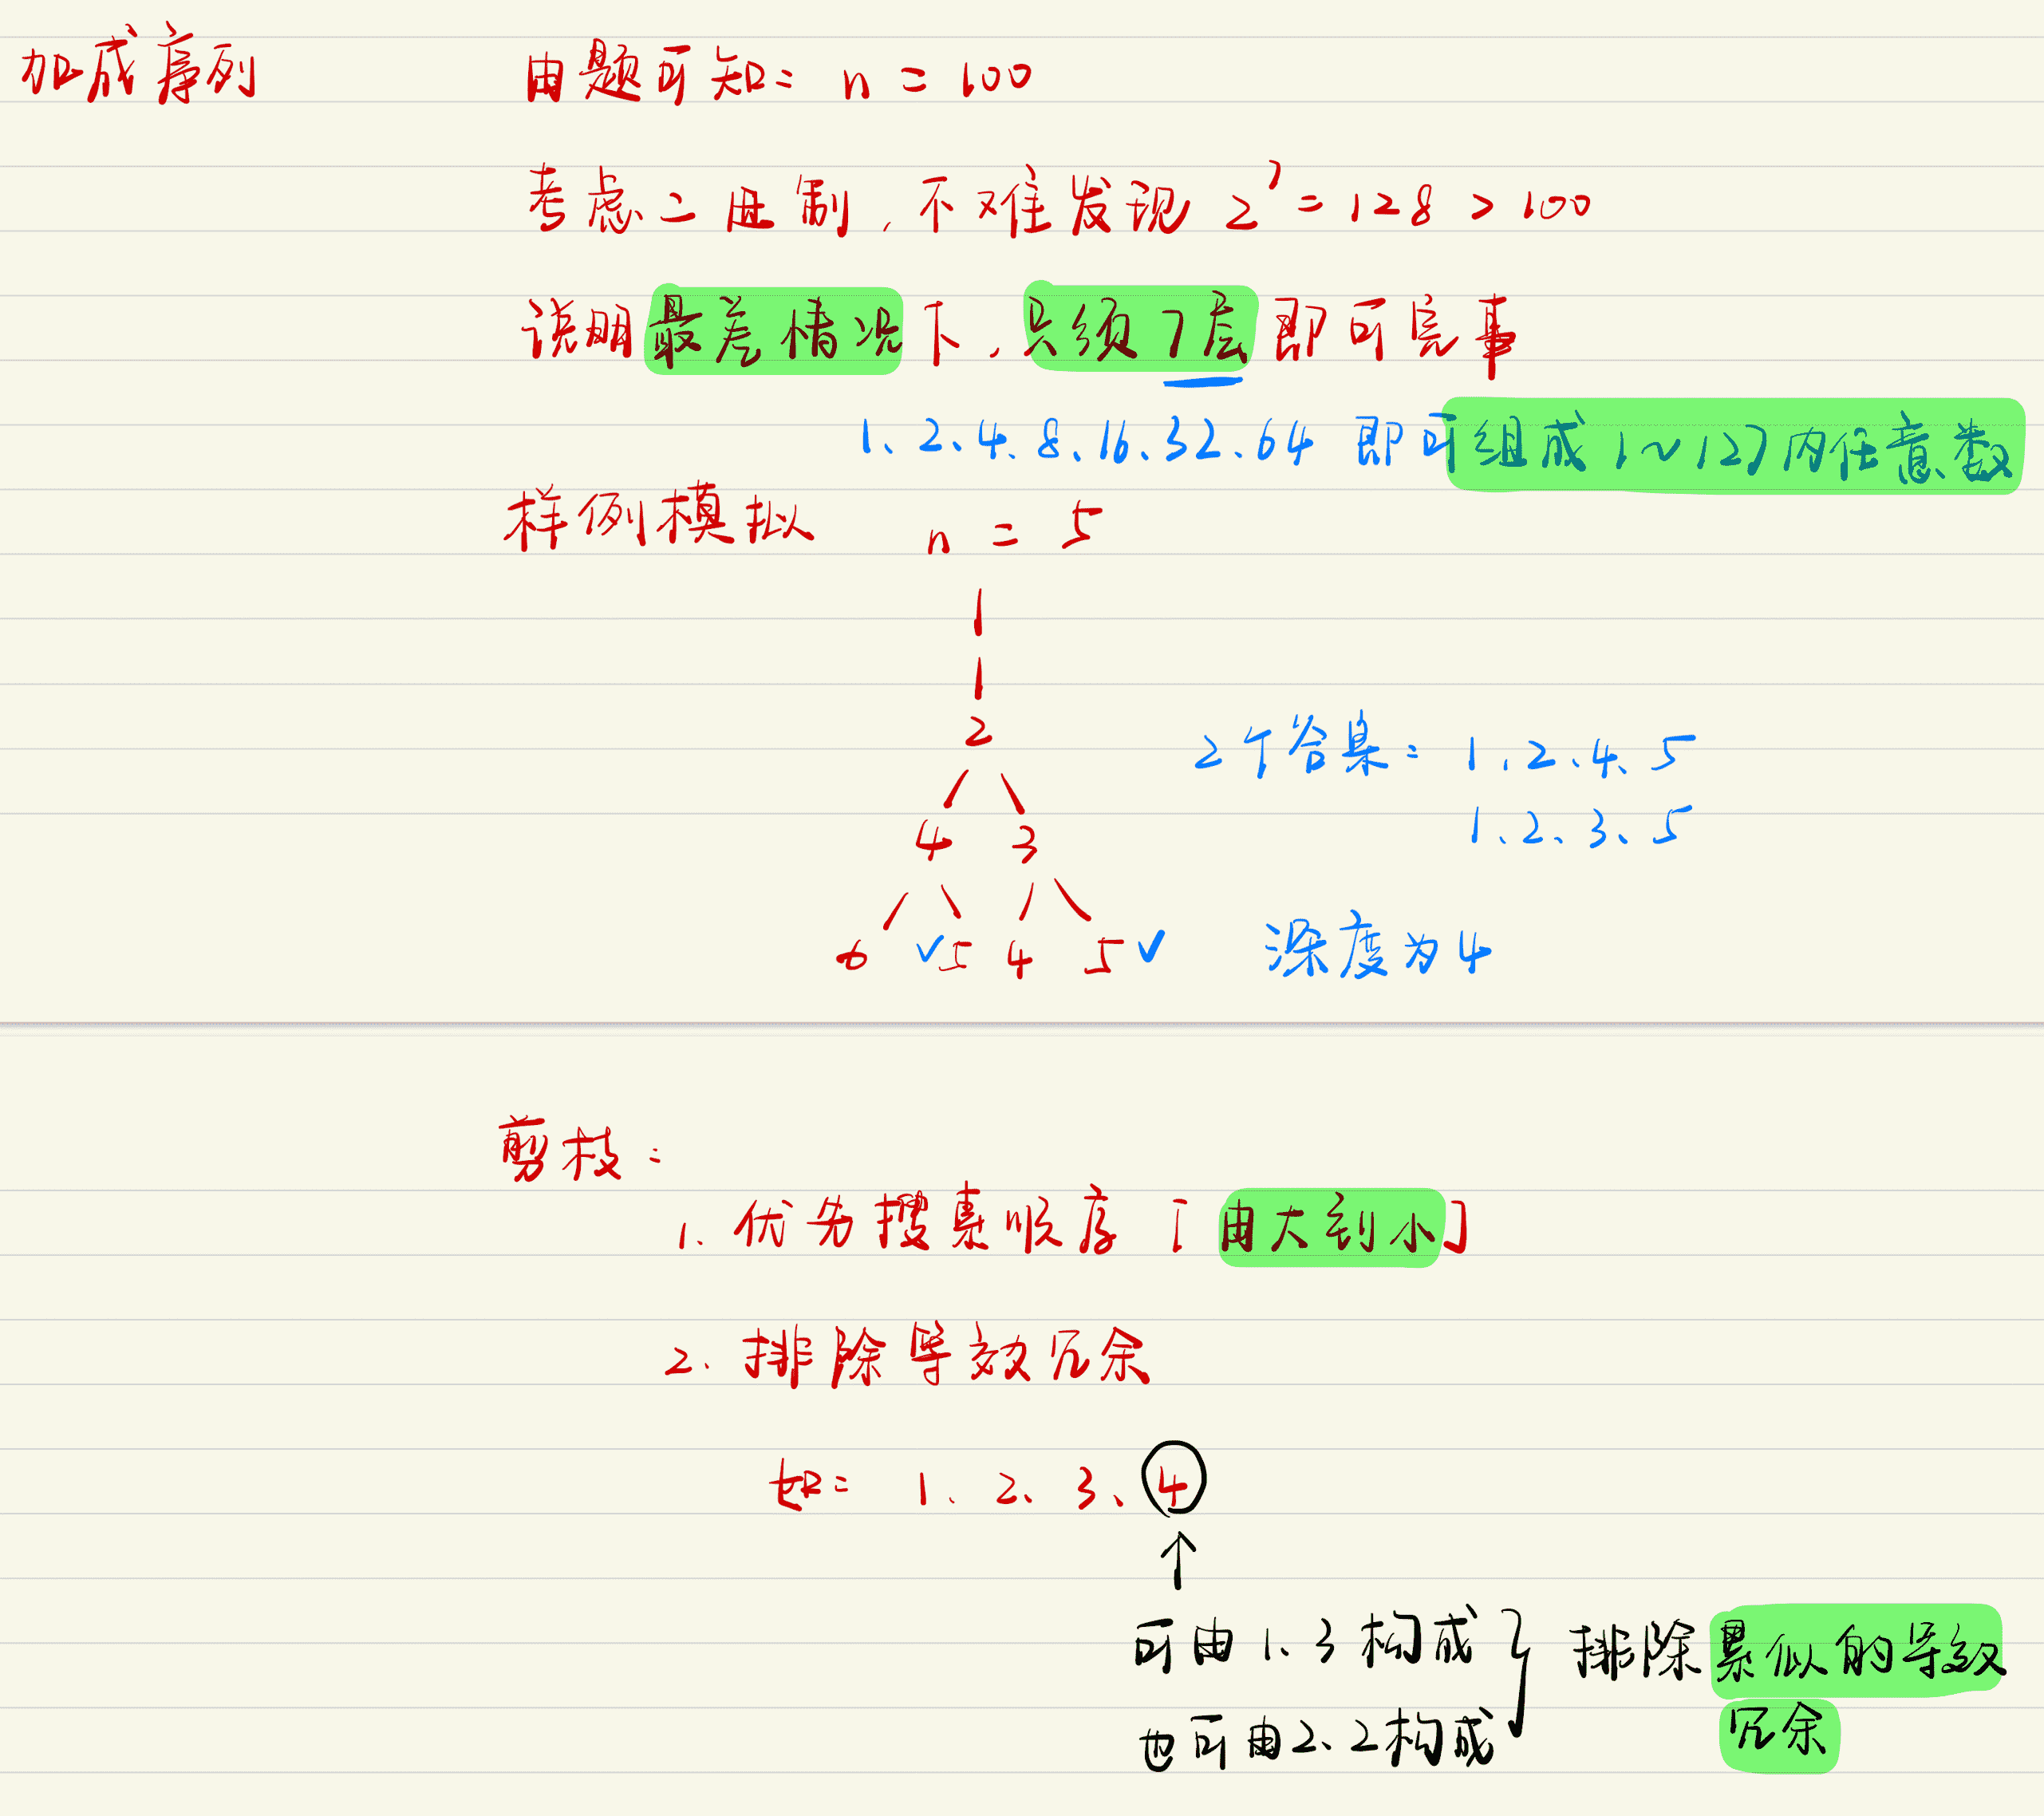 加成序列
由题可知: n = 100
考虑二进制, 不难发现 2^7 = 128 > 100
说明最差情况下, 只须7层即可完事
1、2、4、8、16、32、64 即可组成1~127内任意数
样例模拟 n = 5
1
2
4 3
6 ✓5 4 5✓
2个答集: 1、2、4、5
1、2、3、5
深度为4
剪枝:
1. 优先搜索顺序「由大到小」
2. 排除等效冗余
如: 1、2、3、4
↑
可由1、3构成
也可由2、2构成
排除累似的等效
冗余